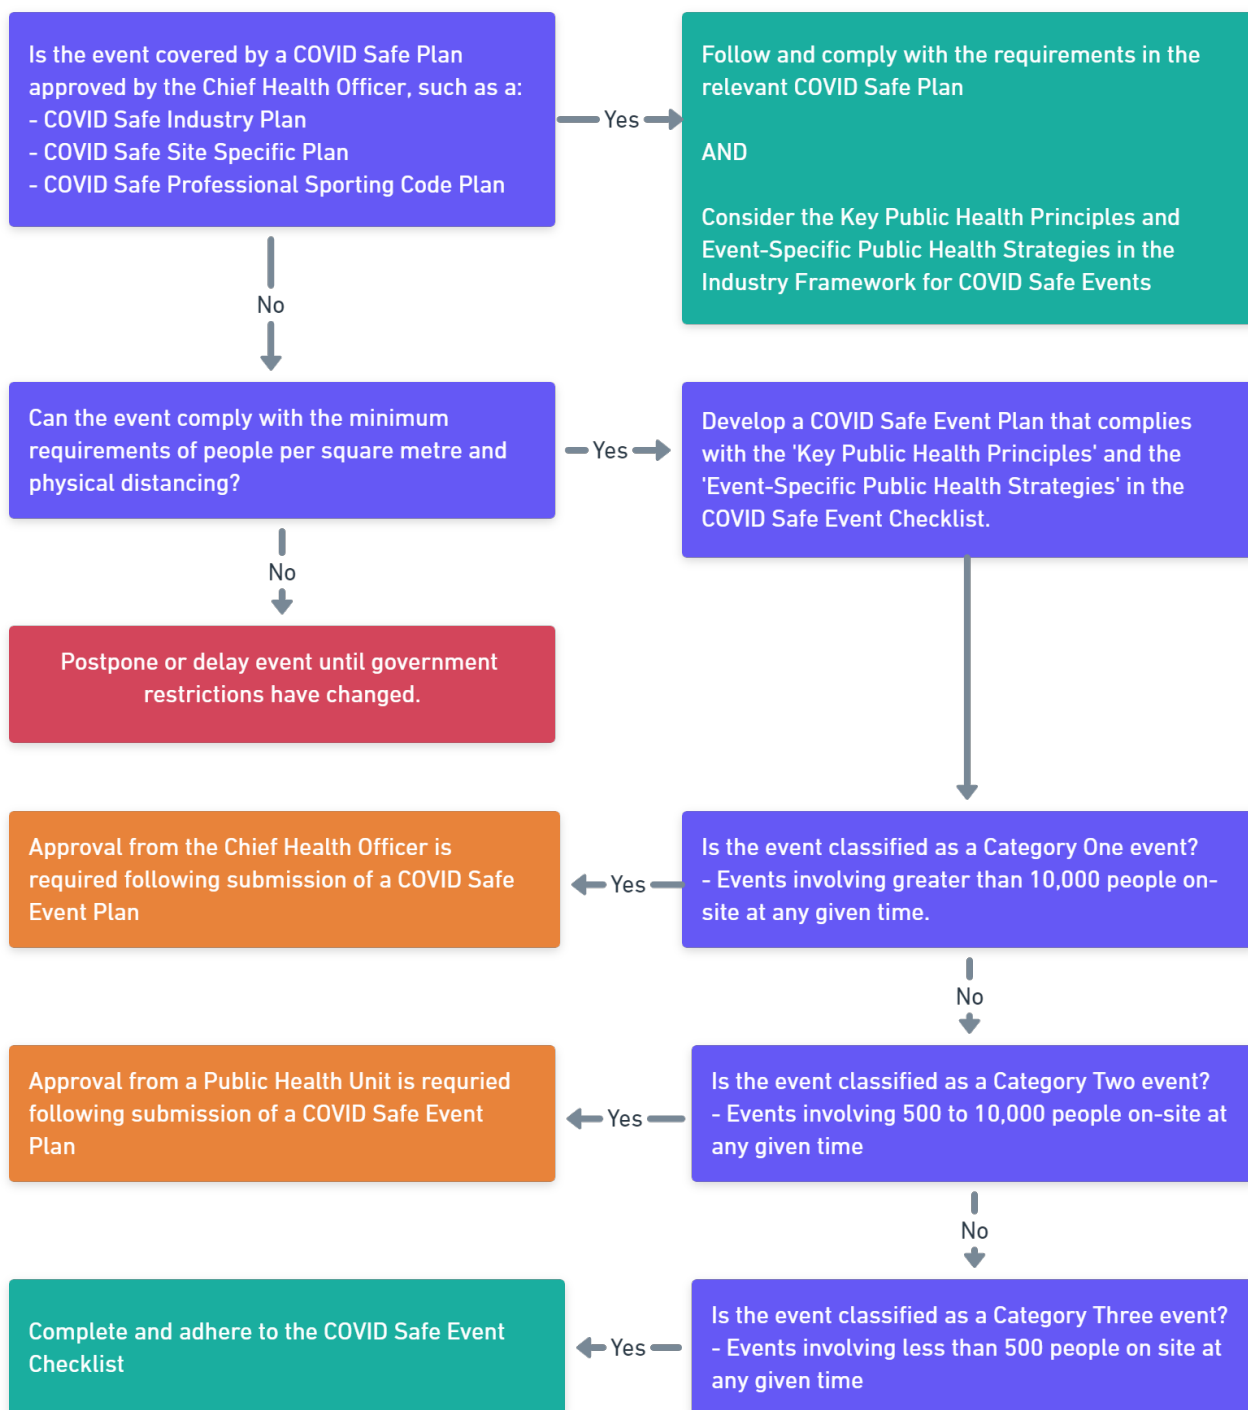 Is the event covered by a COVID Safe Plan
approved by the Chief Health Officer, such as a:
- COVID Safe Industry Plan
- COVID Safe Site Specific Plan
- COVID Safe Professional Sporting Code Plan
Yes
Follow and comply with the requirements in the
relevant COVID Safe Plan
AND
Consider the Key Public Health Principles and
Event-Specific Public Health Strategies in the
Industry Framework for COVID Safe Events
No
Can the event comply with the minimum
requirements of people per square metre and
physical distancing?
Yes
Develop a COVID Safe Event Plan that complies
with the 'Key Public Health Principles' and the
'Event-Specific Public Health Strategies' in the
COVID Safe Event Checklist.
No
Postpone or delay event until government
restrictions have changed.
Is the event classified as a Category One event?
- Events involving greater than 10,000 people on-
site at any given time.
Yes
Approval from the Chief Health Officer is
required following submission of a COVID Safe
Event Plan
No
Is the event classified as a Category Two event?
- Events involving 500 to 10,000 people on-site at
any given time
Yes
Approval from a Public Health Unit is requried
following submission of a COVID Safe Event
Plan
No
Is the event classified as a Category Three event?
- Events involving less than 500 people on site at
any given time
Yes
Complete and adhere to the COVID Safe Event
Checklist